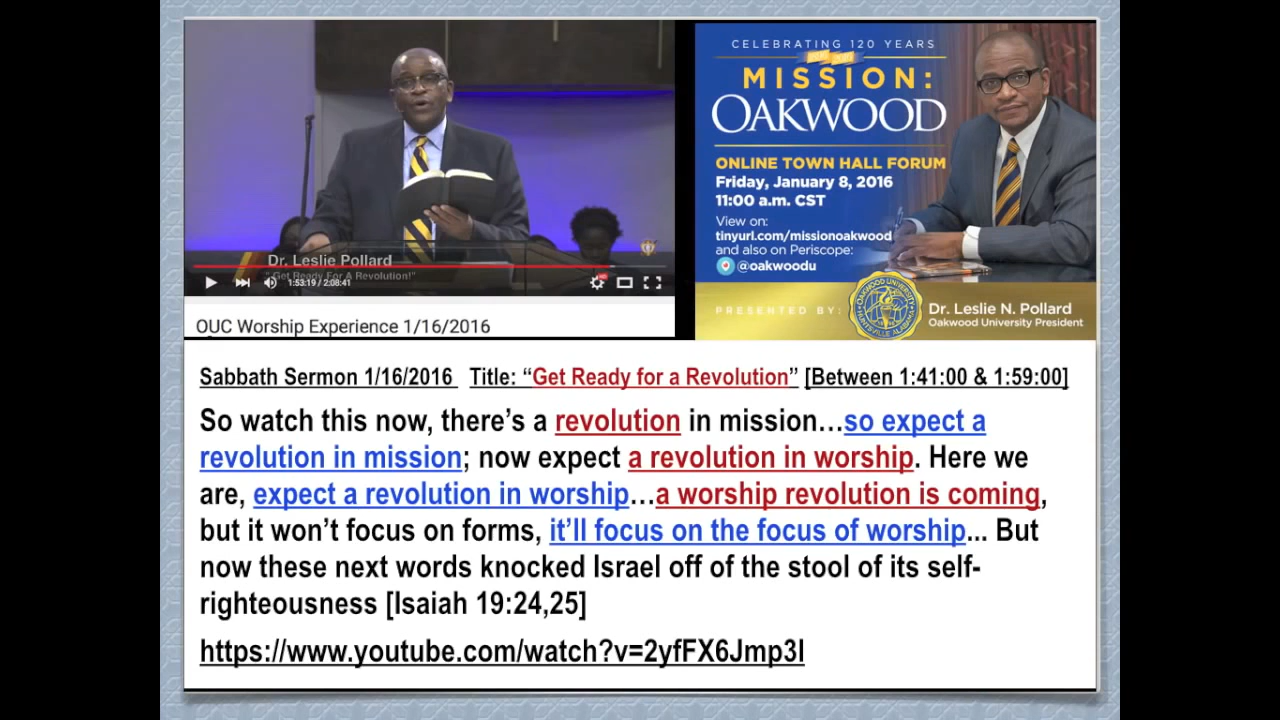 Dr. Leslie Pollard
"Get Ready For A Revolution!"
1:53:19 / 2:08:41
OUC Worship Experience 1/16/2016
CELEBRATING 120 YEARS
MISSION:
OAKWOOD
ONLINE TOWN HALL FORUM
Friday, January 8, 2016
11:00 a.m. CST
View on:
tinyurl.com/missionoakwood
and also on Periscope:
@oakwoodu
PRESENTED BY:
OAKWOOD UNIVERSITY
HUNTSVILLE ALABAMA
Dr. Leslie N. Pollard
Oakwood University President
Sabbath Sermon 1/16/2016 Title: “Get Ready for a Revolution” [Between 1:41:00 & 1:59:00]
So watch this now, there’s a revolution in mission…so expect a
revolution in mission; now expect a revolution in worship. Here we
are, expect a revolution in worship…a worship revolution is coming,
but it won’t focus on forms, it’ll focus on the focus of worship... But
now these next words knocked Israel off of the stool of its self-
righteousness [Isaiah 19:24,25]
https://www.youtube.com/watch?v=2yfFX6Jmp3I